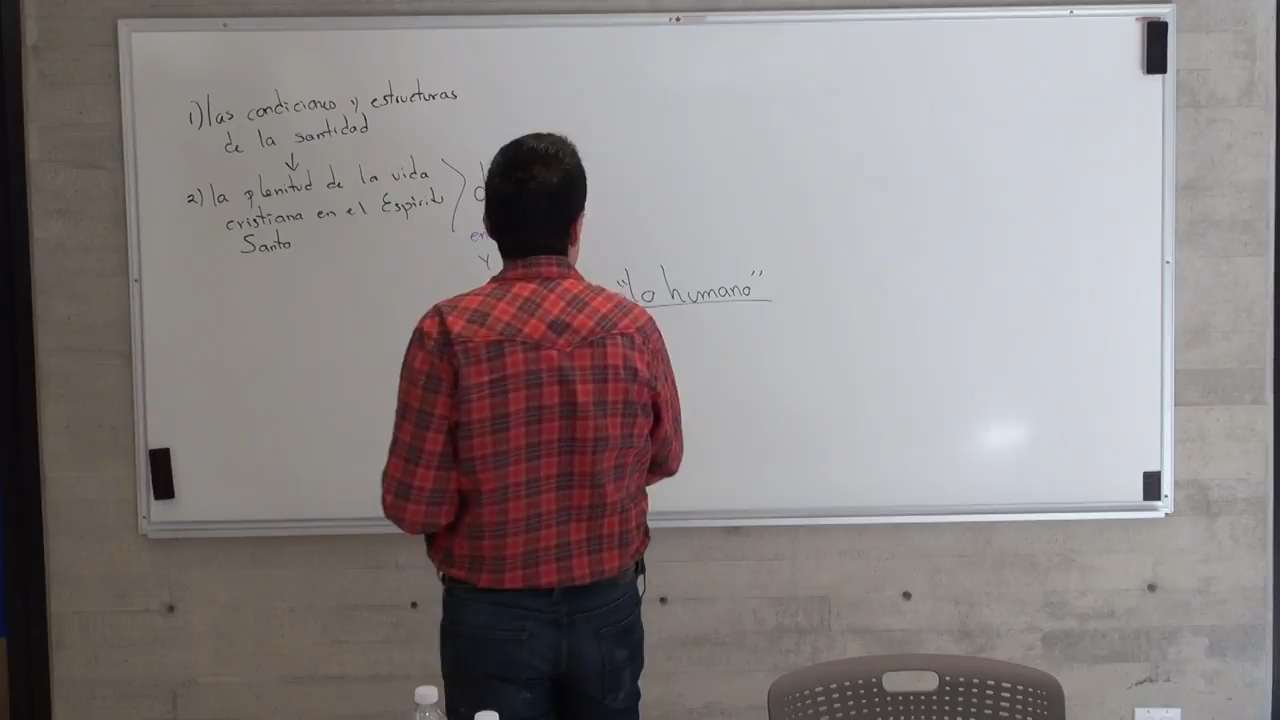 1) las condiciones y estructuras
de la santidad
2) la plenitud de la vida
cristiana en el Espíritu
Santo
"lo humano"